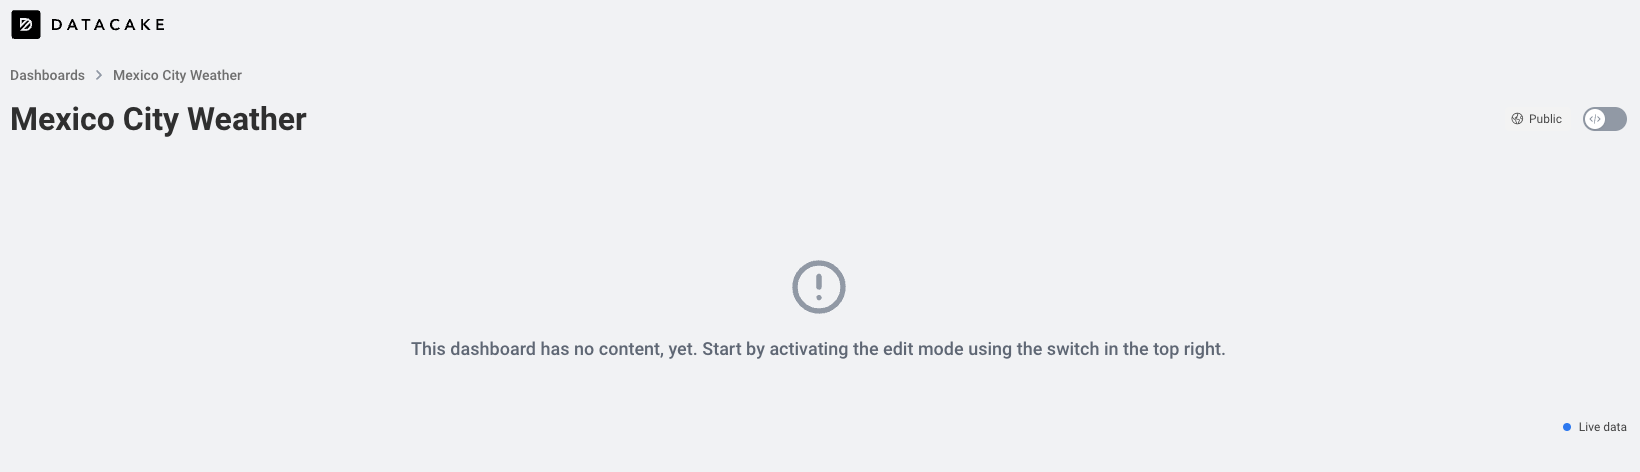 DATACAKE
Dashboards > Mexico City Weather
Mexico City Weather
Public </>
This dashboard has no content, yet. Start by activating the edit mode using the switch in the top right.
Live data